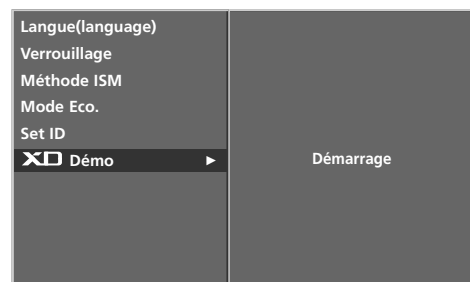 Langue(language)
Verrouillage
Méthode ISM
Mode Eco.
Set ID
XD Démo ►
Démarrage